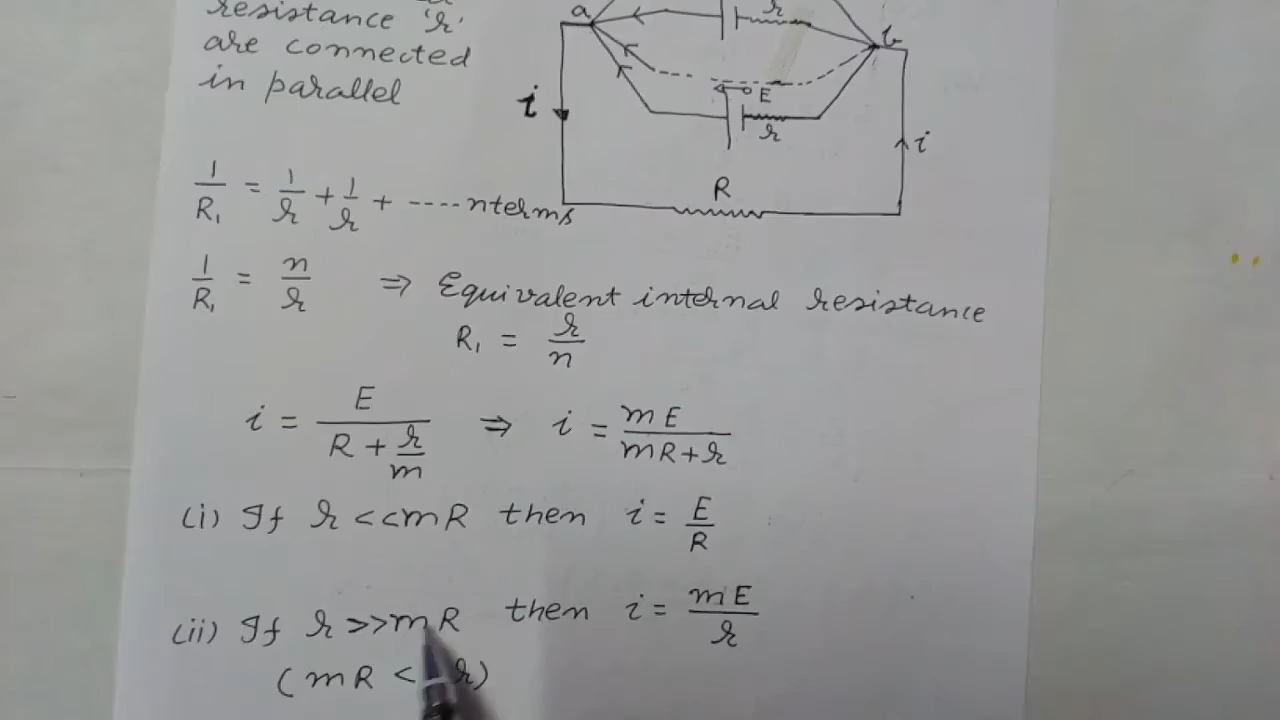 resistance 'r'
are connected
in parallel
a
r
b
E
r
i
i
R
1/R₁ = 1/r + 1/r + ---- n terms
1/R₁ = n/r ⇒ Equivalent internal resistance
R₁ = r/n
i = E/(R + r/m) ⇒ i = mE/(mR + r)
(i) If r <<mR then i = E/R
(ii) If r >>mR then i = mE/r
(mR < r)